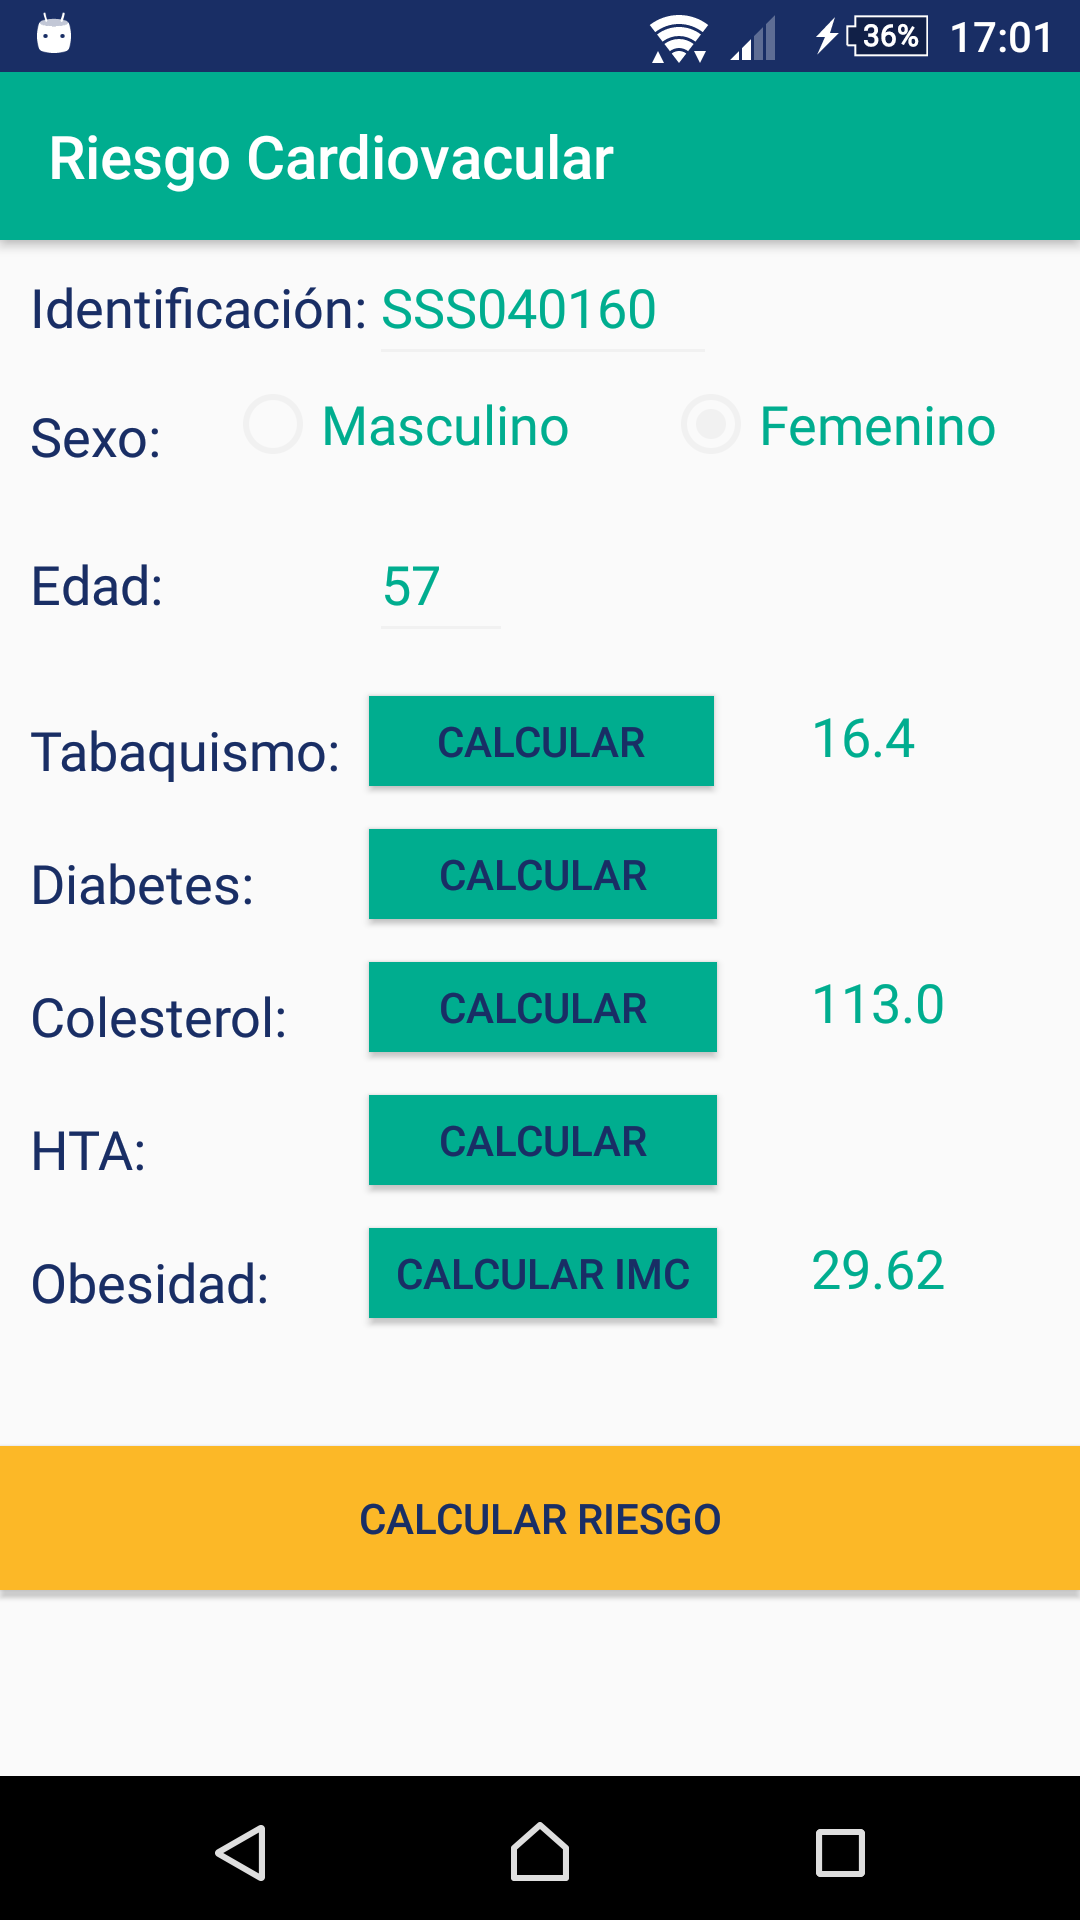 36% 17:01
Riesgo Cardiovacular
Identificación: SSS040160
Sexo: Masculino Femenino
Edad: 57
Tabaquismo: CALCULAR 16.4
Diabetes: CALCULAR
Colesterol: CALCULAR 113.0
HTA: CALCULAR
Obesidad: CALCULAR IMC 29.62
CALCULAR RIESGO